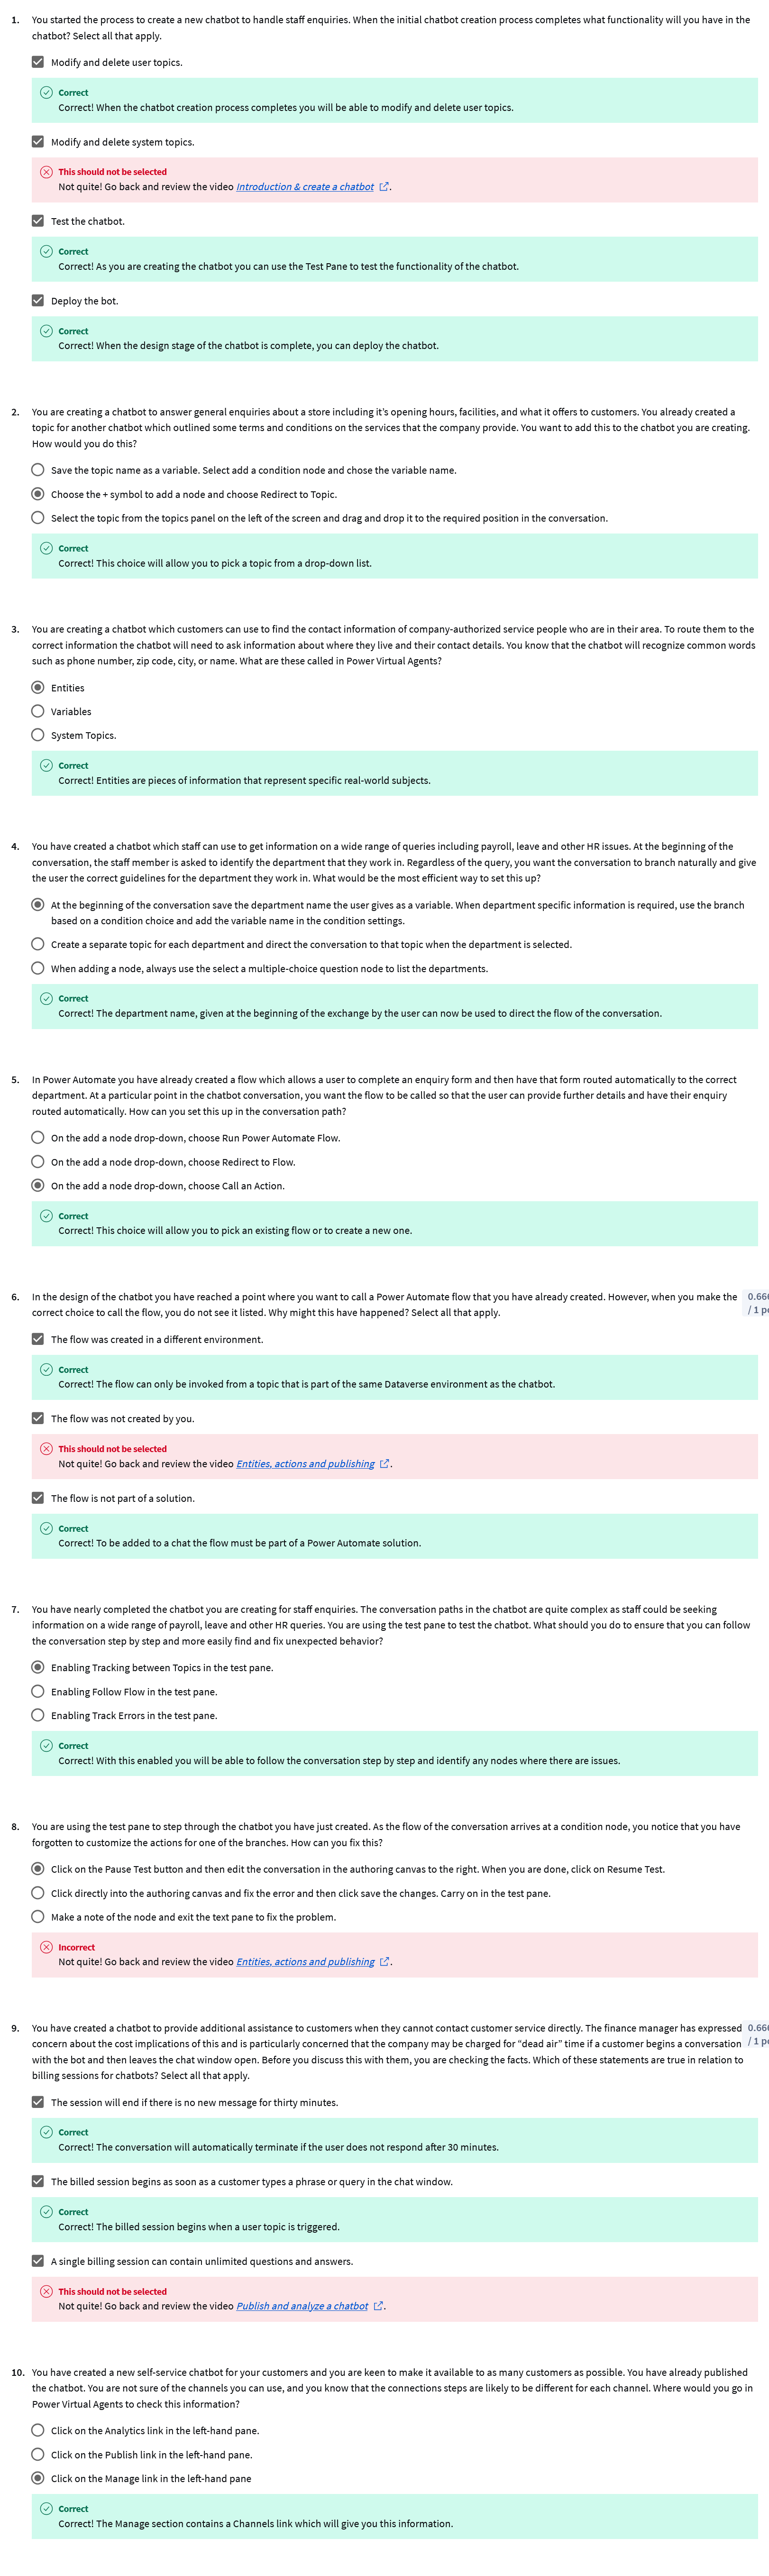 1. You started the process to create a new chatbot to handle staff enquiries. When the initial chatbot creation process completes what functionality will you have in the
chatbot? Select all that apply.
Modify and delete user topics.
Correct
Correct! When the chatbot creation process completes you will be able to modify and delete user topics.
Modify and delete system topics.
This should not be selected
Not quite! Go back and review the video Introduction & create a chatbot.
Test the chatbot.
Correct
Correct! As you are creating the chatbot you can use the Test Pane to test the functionality of the chatbot.
Deploy the bot.
Correct
Correct! When the design stage of the chatbot is complete, you can deploy the chatbot.
2. You are creating a chatbot to answer general enquiries about a store including it's opening hours, facilities, and what it offers to customers. You already created a
topic for another chatbot which outlined some terms and conditions on the services that the company provide. You want to add this to the chatbot you are creating.
How would you do this?
Save the topic name as a variable. Select add a condition node and chose the variable name.
Choose the + symbol to add a node and choose Redirect to Topic.
Select the topic from the topics panel on the left of the screen and drag and drop it to the required position in the conversation.
Correct
Correct! This choice will allow you to pick a topic from a drop-down list.
3. You are creating a chatbot which customers can use to find the contact information of company-authorized service people who are in their area. To route them to the
correct information the chatbot will need to ask information about where they live and their contact details. You know that the chatbot will recognize common words
such as phone number, zip code, city, or name. What are these called in Power Virtual Agents?
Entities
Variables
System Topics.
Correct
Correct! Entities are pieces of information that represent specific real-world subjects.
4. You have created a chatbot which staff can use to get information on a wide range of queries including payroll, leave and other HR issues. At the beginning of the
conversation, the staff member is asked to identify the department that they work in. Regardless of the query, you want the conversation to branch naturally and give
the user the correct guidelines for the department they work in. What would be the most efficient way to set this up?
At the beginning of the conversation save the department name the user gives as a variable. When department specific information is required, use the branch
based on a condition choice and add the variable name in the condition settings.
Create a separate topic for each department and direct the conversation to that topic when the department is selected.
When adding a node, always use the select a multiple-choice question node to list the departments.
Correct
Correct! The department name, given at the beginning of the exchange by the user can now be used to direct the flow of the conversation.
5. In Power Automate you have already created a flow which allows a user to complete an enquiry form and then have that form routed automatically to the correct
department. At a particular point in the chatbot conversation, you want the flow to be called so that the user can provide further details and have their enquiry
routed automatically. How can you set this up in the conversation path?
On the add a node drop-down, choose Run Power Automate Flow.
On the add a node drop-down, choose Redirect to Flow.
On the add a node drop-down, choose Call an Action.
Correct
Correct! This choice will allow you to pick an existing flow or to create a new one.
6. In the design of the chatbot you have reached a point where you want to call a Power Automate flow that you have already created. However, when you make the 0.66
correct choice to call the flow, you do not see it listed. Why might this have happened? Select all that apply. / 1 p
The flow was created in a different environment.
Correct
Correct! The flow can only be invoked from a topic that is part of the same Dataverse environment as the chatbot.
The flow was not created by you.
This should not be selected
Not quite! Go back and review the video Entities, actions and publishing.
The flow is not part of a solution.
Correct
Correct! To be added to a chat the flow must be part of a Power Automate solution.
7. You have nearly completed the chatbot you are creating for staff enquiries. The conversation paths in the chatbot are quite complex as staff could be seeking
information on a wide range of payroll, leave and other HR queries. You are using the test pane to test the chatbot. What should you do to ensure that you can follow
the conversation step by step and more easily find and fix unexpected behavior?
Enabling Tracking between Topics in the test pane.
Enabling Follow Flow in the test pane.
Enabling Track Errors in the test pane.
Correct
Correct! With this enabled you will be able to follow the conversation step by step and identify any nodes where there are issues.
8. You are using the test pane to step through the chatbot you have just created. As the flow of the conversation arrives at a condition node, you notice that you have
forgotten to customize the actions for one of the branches. How can you fix this?
Click on the Pause Test button and then edit the conversation in the authoring canvas to the right. When you are done, click on Resume Test.
Click directly into the authoring canvas and fix the error and then click save the changes. Carry on in the test pane.
Make a note of the node and exit the text pane to fix the problem.
Incorrect
Not quite! Go back and review the video Entities, actions and publishing.
9. You have created a chatbot to provide additional assistance to customers when they cannot contact customer service directly. The finance manager has expressed 0.66
concern about the cost implications of this and is particularly concerned that the company may be charged for “dead air” time if a customer begins a conversation / 1 p
with the bot and then leaves the chat window open. Before you discuss this with them, you are checking the facts. Which of these statements are true in relation to
billing sessions for chatbots? Select all that apply.
The session will end if there is no new message for thirty minutes.
Correct
Correct! The conversation will automatically terminate if the user does not respond after 30 minutes.
The billed session begins as soon as a customer types a phrase or query in the chat window.
Correct
Correct! The billed session begins when a user topic is triggered.
A single billing session can contain unlimited questions and answers.
This should not be selected
Not quite! Go back and review the video Publish and analyze a chatbot.
10. You have created a new self-service chatbot for your customers and you are keen to make it available to as many customers as possible. You have already published
the chatbot. You are not sure of the channels you can use, and you know that the connections steps are likely to be different for each channel. Where would you go in
Power Virtual Agents to check this information?
Click on the Analytics link in the left-hand pane.
Click on the Publish link in the left-hand pane.
Click on the Manage link in the left-hand pane
Correct
Correct! The Manage section contains a Channels link which will give you this information.